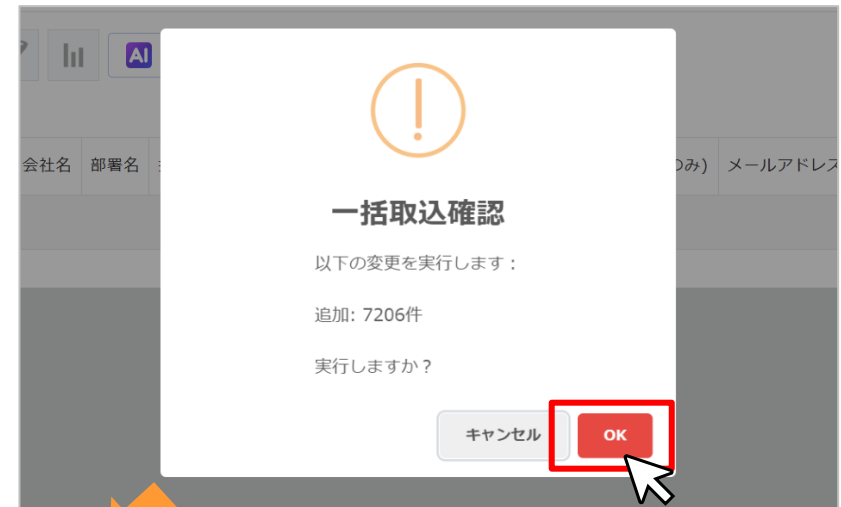 AI
会社名 部署名
のみ) メールアドレス
一括取込確認
以下の変更を実行します：
追加: 7206件
実行しますか？
キャンセル OK